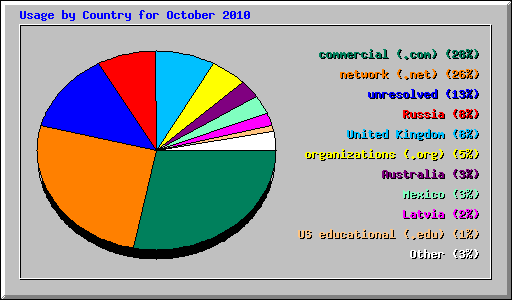 Usage by Country for October 2010
commercial (.com) (28%)
network (.net) (26%)
unresolved (13%)
Russia (8%)
United Kingdom (8%)
organizations (.org) (5%)
Australia (3%)
Mexico (3%)
Latvia (2%)
US educational (.edu) (1%)
Other (3%)